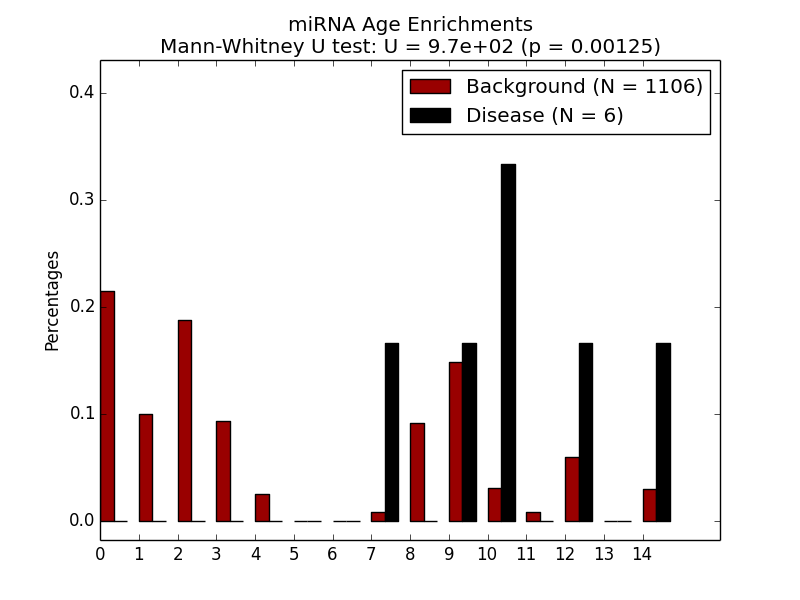 miRNA Age Enrichments
Mann-Whitney U test: U = 9.7e+02 (p = 0.00125)
Background (N = 1106)
Disease (N = 6)
Percentages
0.4
0.3
0.2
0.1
0.0
0 1 2 3 4 5 6 7 8 9 10 11 12 13 14